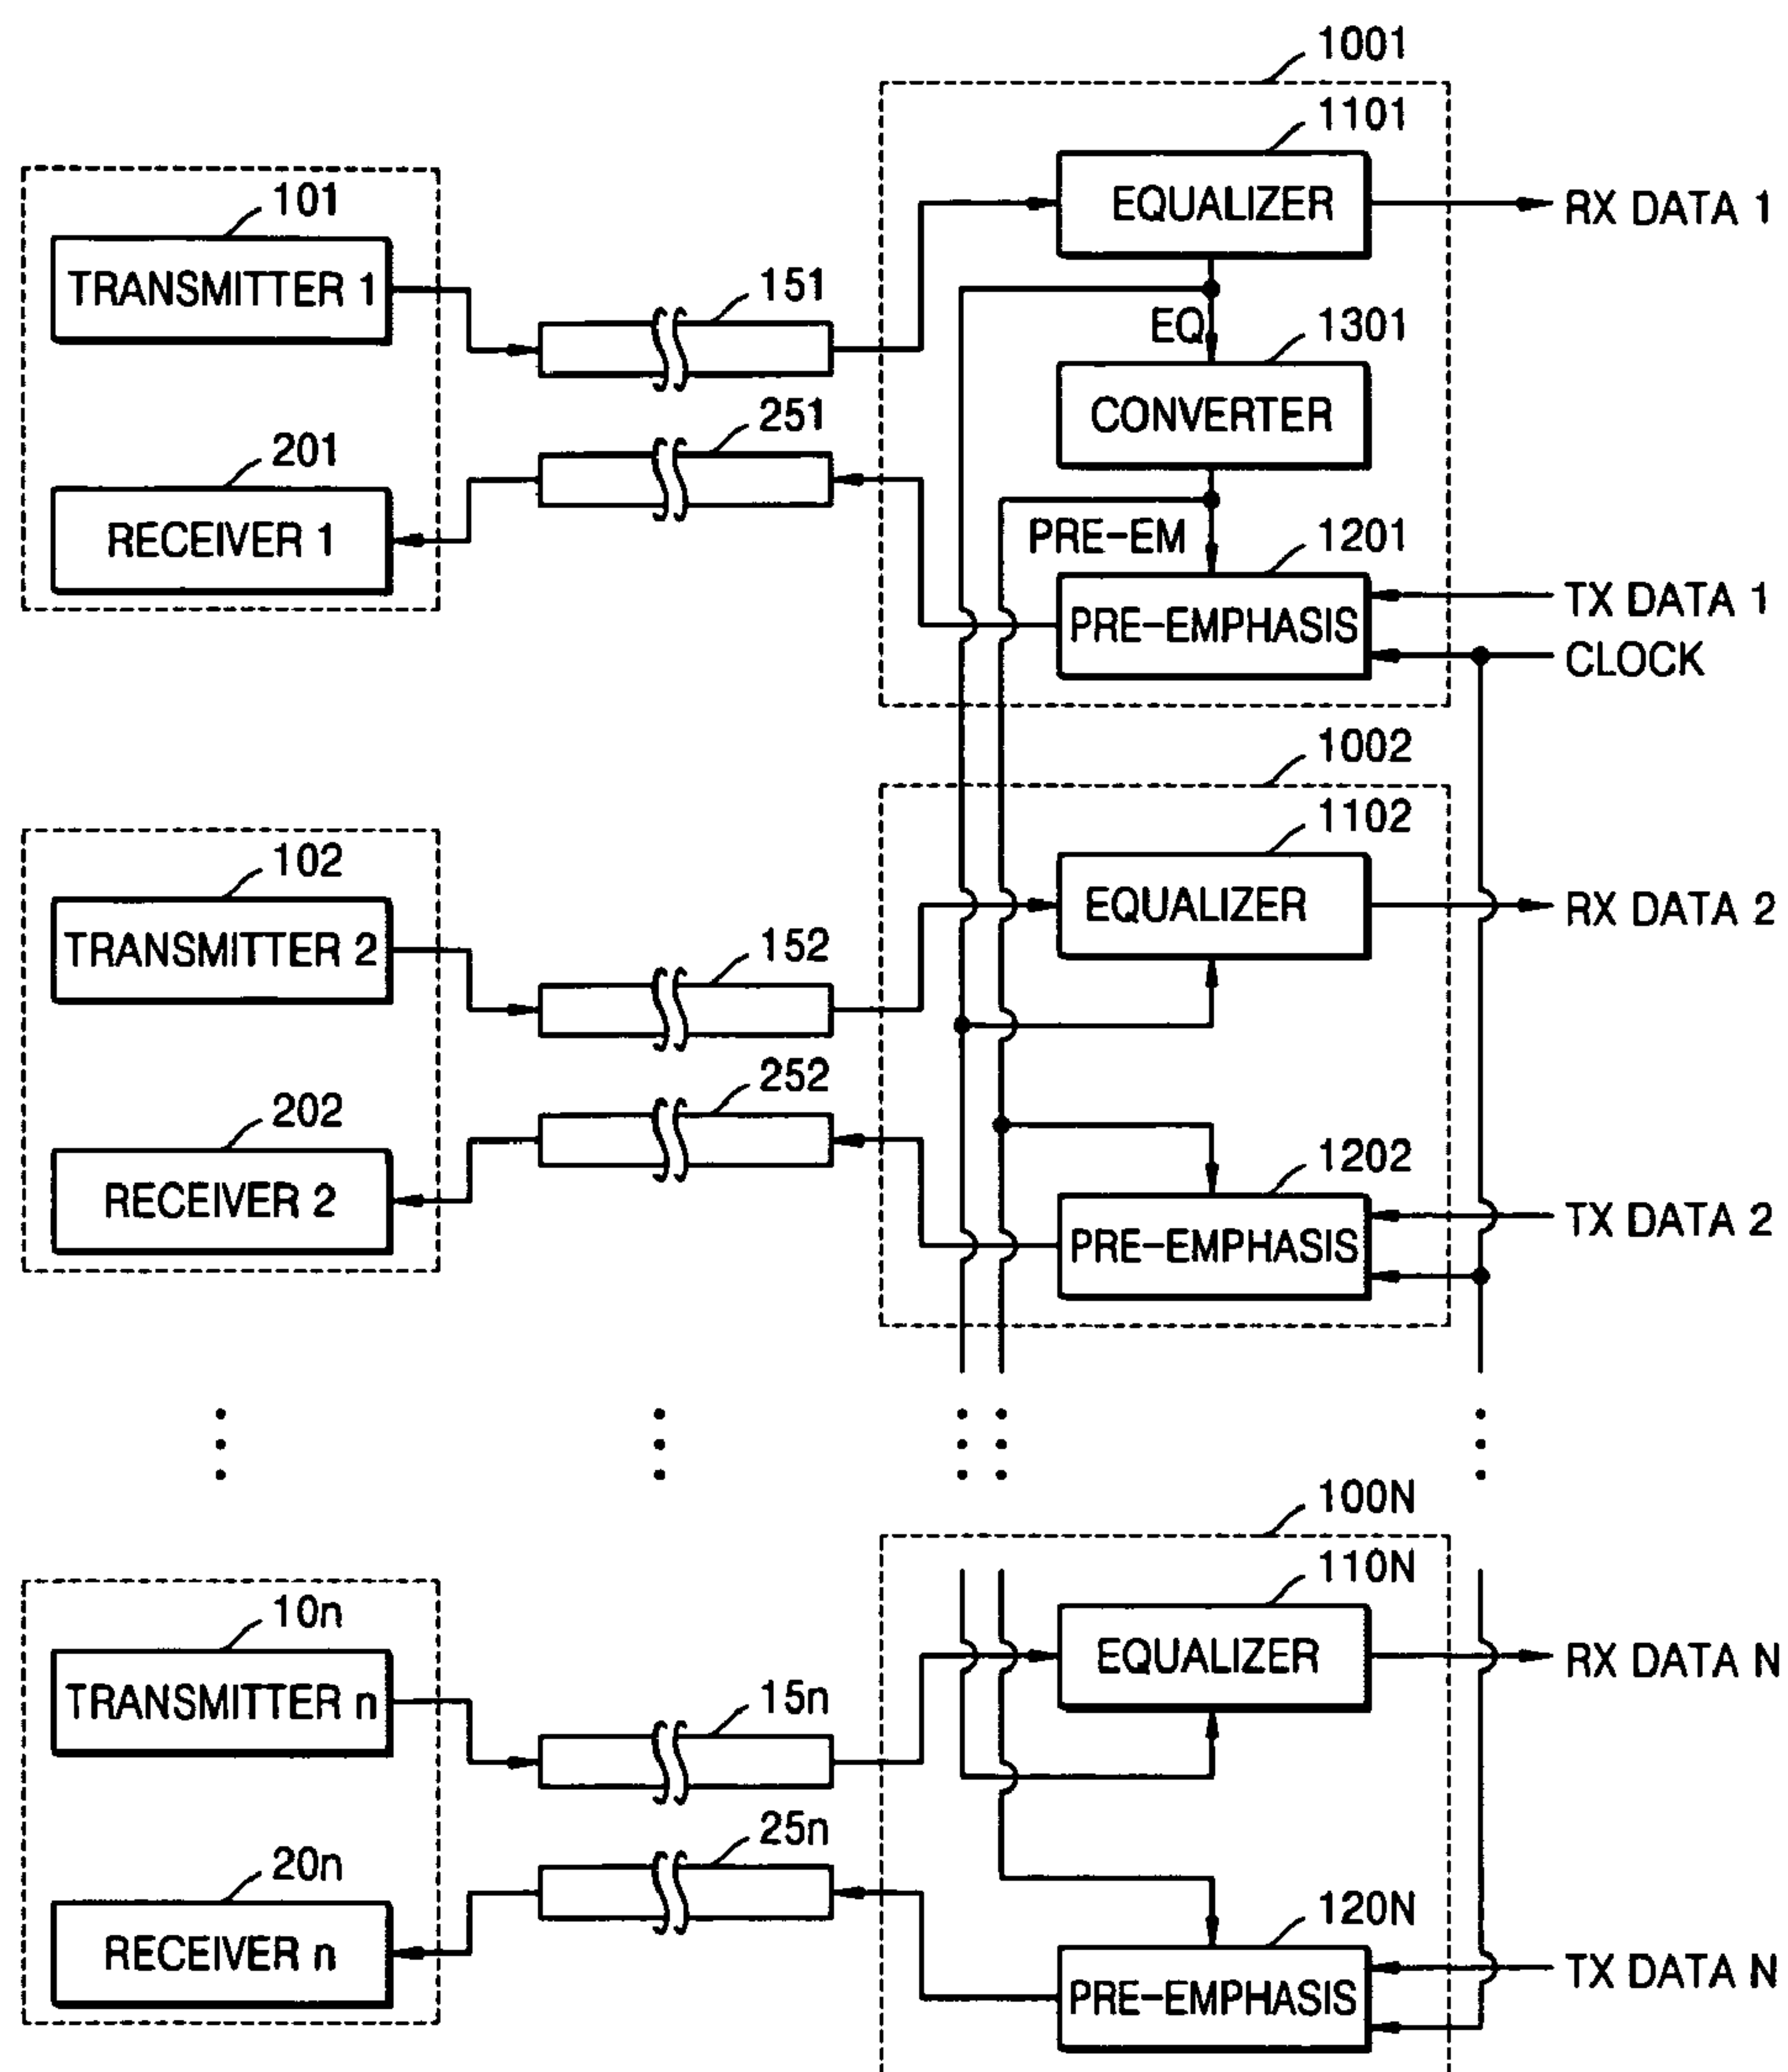 1001
1101
101
EQUALIZER
RX DATA 1
TRANSMITTER 1
151
EQ
1301
251
CONVERTER
201
RECEIVER 1
PRE-EM
1201
TX DATA 1
PRE-EMPHASIS
CLOCK
1002
1102
102
EQUALIZER
RX DATA 2
TRANSMITTER 2
152
252
202
1202
RECEIVER 2
TX DATA 2
PRE-EMPHASIS
100N
110N
10n
EQUALIZER
RX DATA N
TRANSMITTER n
15n
25n
20n
120N
RECEIVER n
TX DATA N
PRE-EMPHASIS